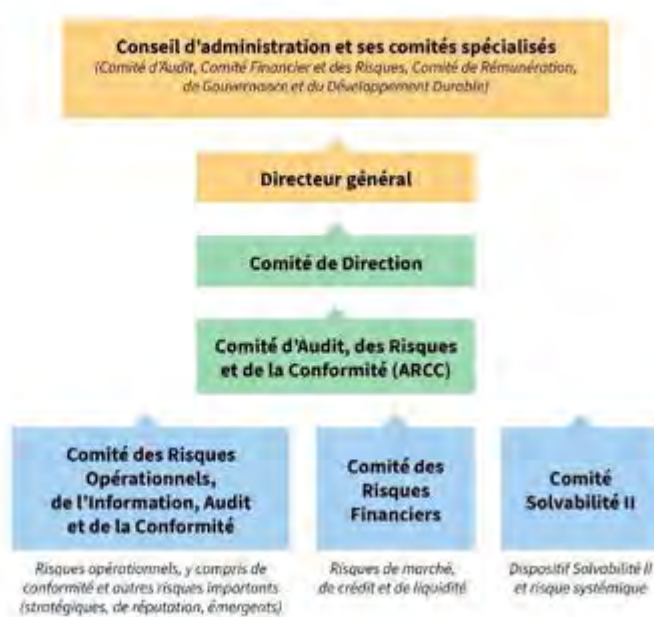 Conseil d'administration et ses comités spécialisés
(Comité d'Audit, Comité Financier et des Risques, Comité de Rémunération,
de Gouvernance et du Développement Durable)
Directeur général
Comité de Direction
Comité d'Audit, des Risques
et de la Conformité (ARCC)
Comité des Risques
Opérationnels,
de l'Information, Audit
et de la Conformité
Risques opérationnels, y compris de
conformité et autres risques importants
(stratégiques, de réputation, émergents)
Comité des
Risques
Financiers
Risques de marché,
de crédit et de liquidité
Comité
Solvabilité II
Dispositif Solvabilité II
et risque systémique